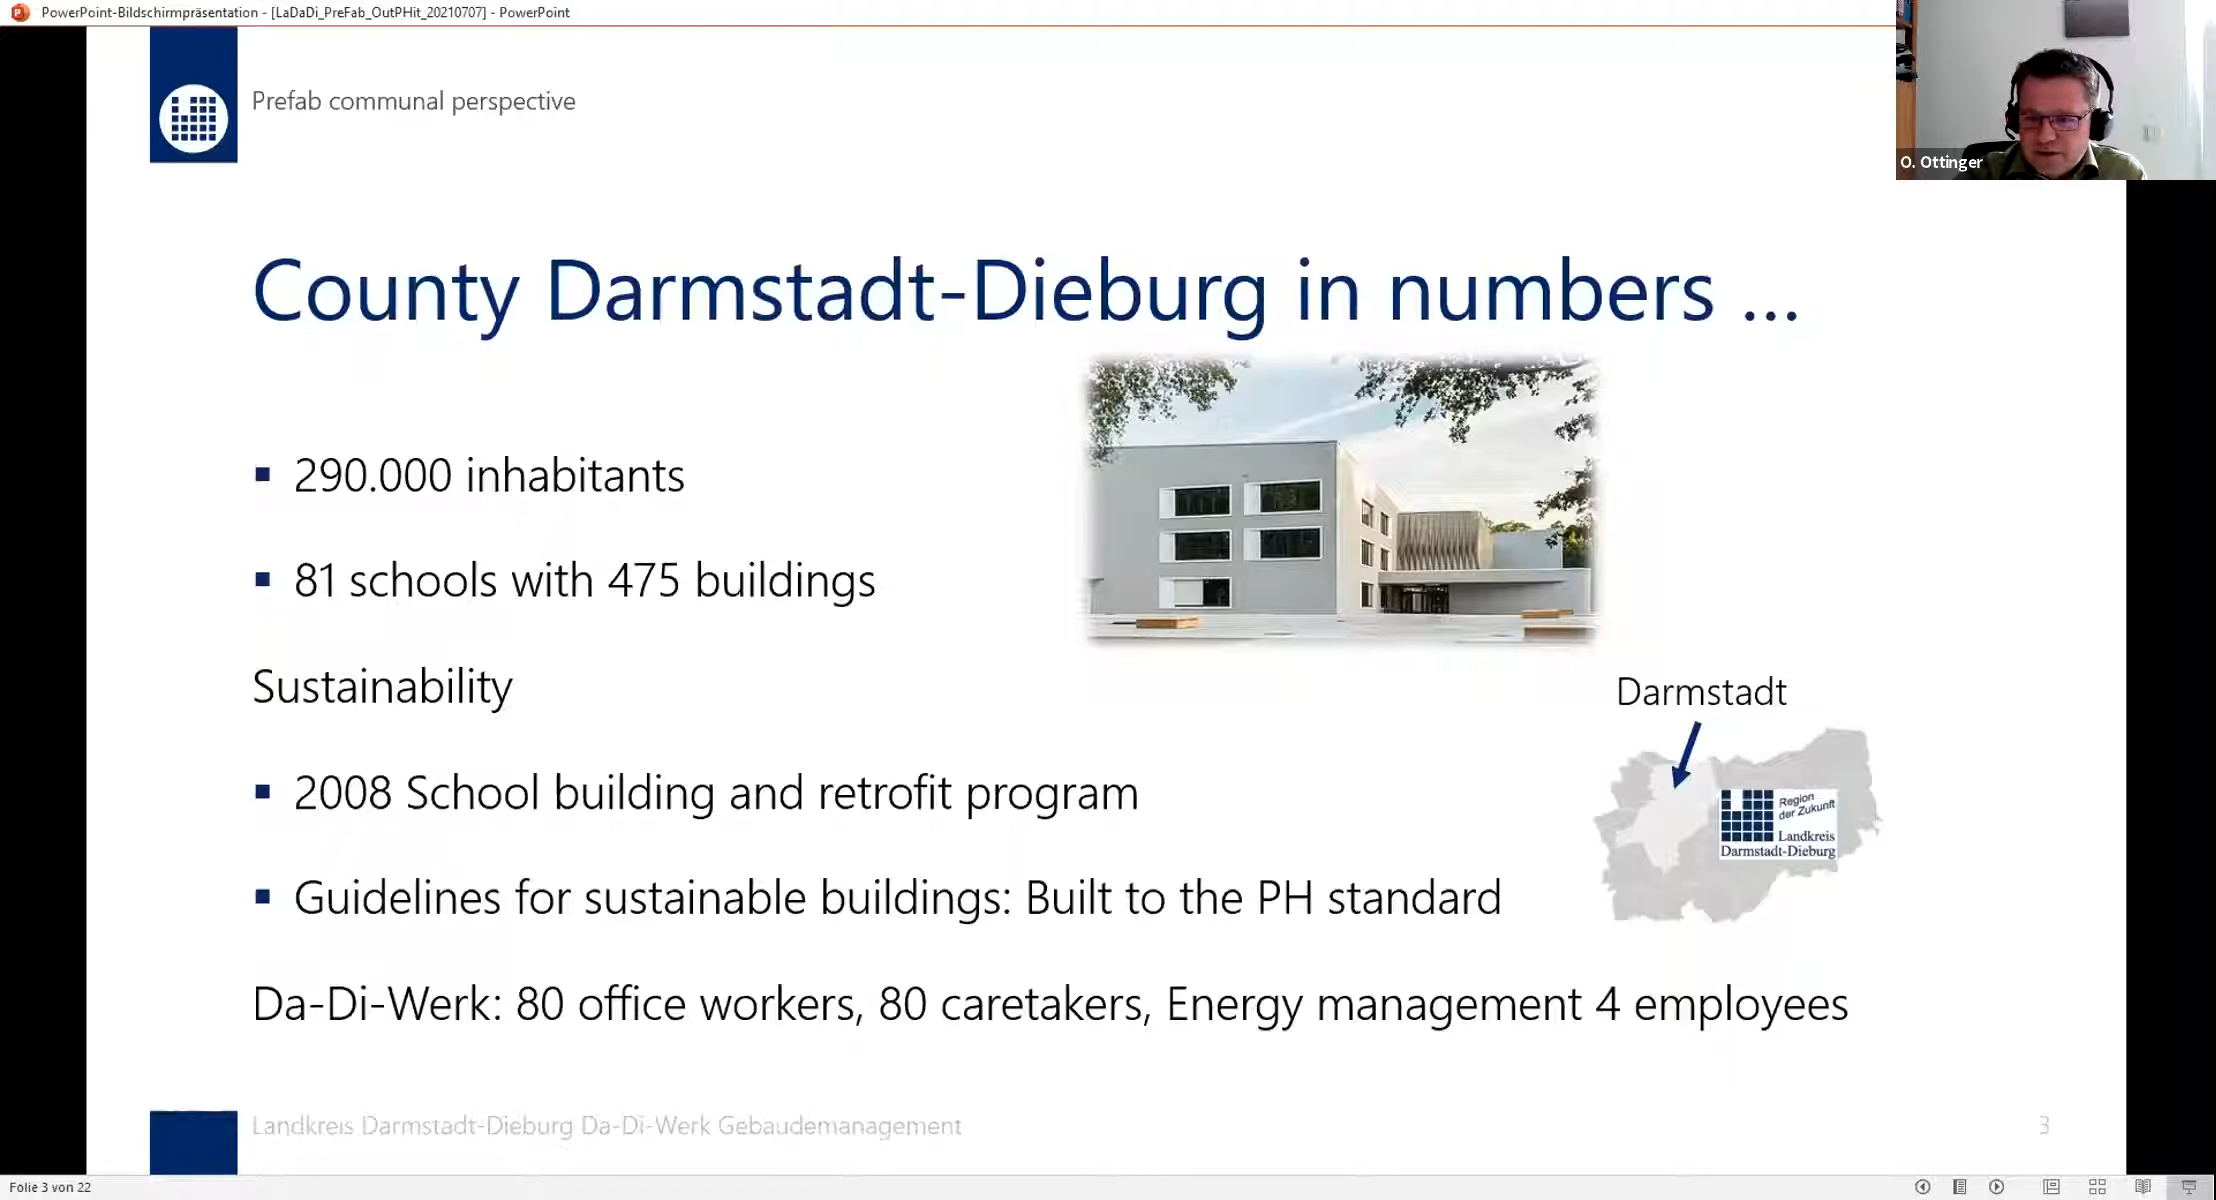 PowerPoint-Bildschirmpräsentation - [LaDaDi_PreFab_OutPHit_20210707] - PowerPoint
Prefab communal perspective
O. Ottinger
County Darmstadt-Dieburg in numbers ...
▪ 290.000 inhabitants
▪ 81 schools with 475 buildings
Sustainability
Darmstadt
▪ 2008 School building and retrofit program
Region
der Zukunft
Landkreis
Darmstadt-Dieburg
▪ Guidelines for sustainable buildings: Built to the PH standard
Da-Di-Werk: 80 office workers, 80 caretakers, Energy management 4 employees
Landkreis Darmstadt-Dieburg Da-Di-Werk Gebäudemanagement
3
Folie 3 von 22